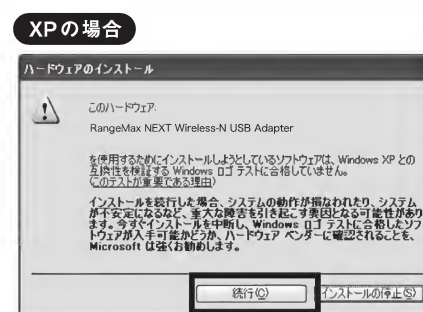 XPの場合
ハードウェアのインストール
このハードウェア:
RangeMax NEXT Wireless-N USB Adapter
を使用するためにインストールしようとしているソフトウェアは、Windows XP との
互換性を検証する Windows ロゴ テストに合格していません。
(このテストが重要である理由)
インストールを続行した場合、システムの動作が損なわれたり、システム
が不安定になるなど、重大な障害を引き起こす要因となる可能性があり
ます。今すぐインストールを中断し、Windows ロゴ テストに合格したソフ
トウェアが入手可能かどうか、ハードウェア ベンダーに確認されることを、
Microsoft は強くお勧めします。
続行(C)
インストールの停止(S)